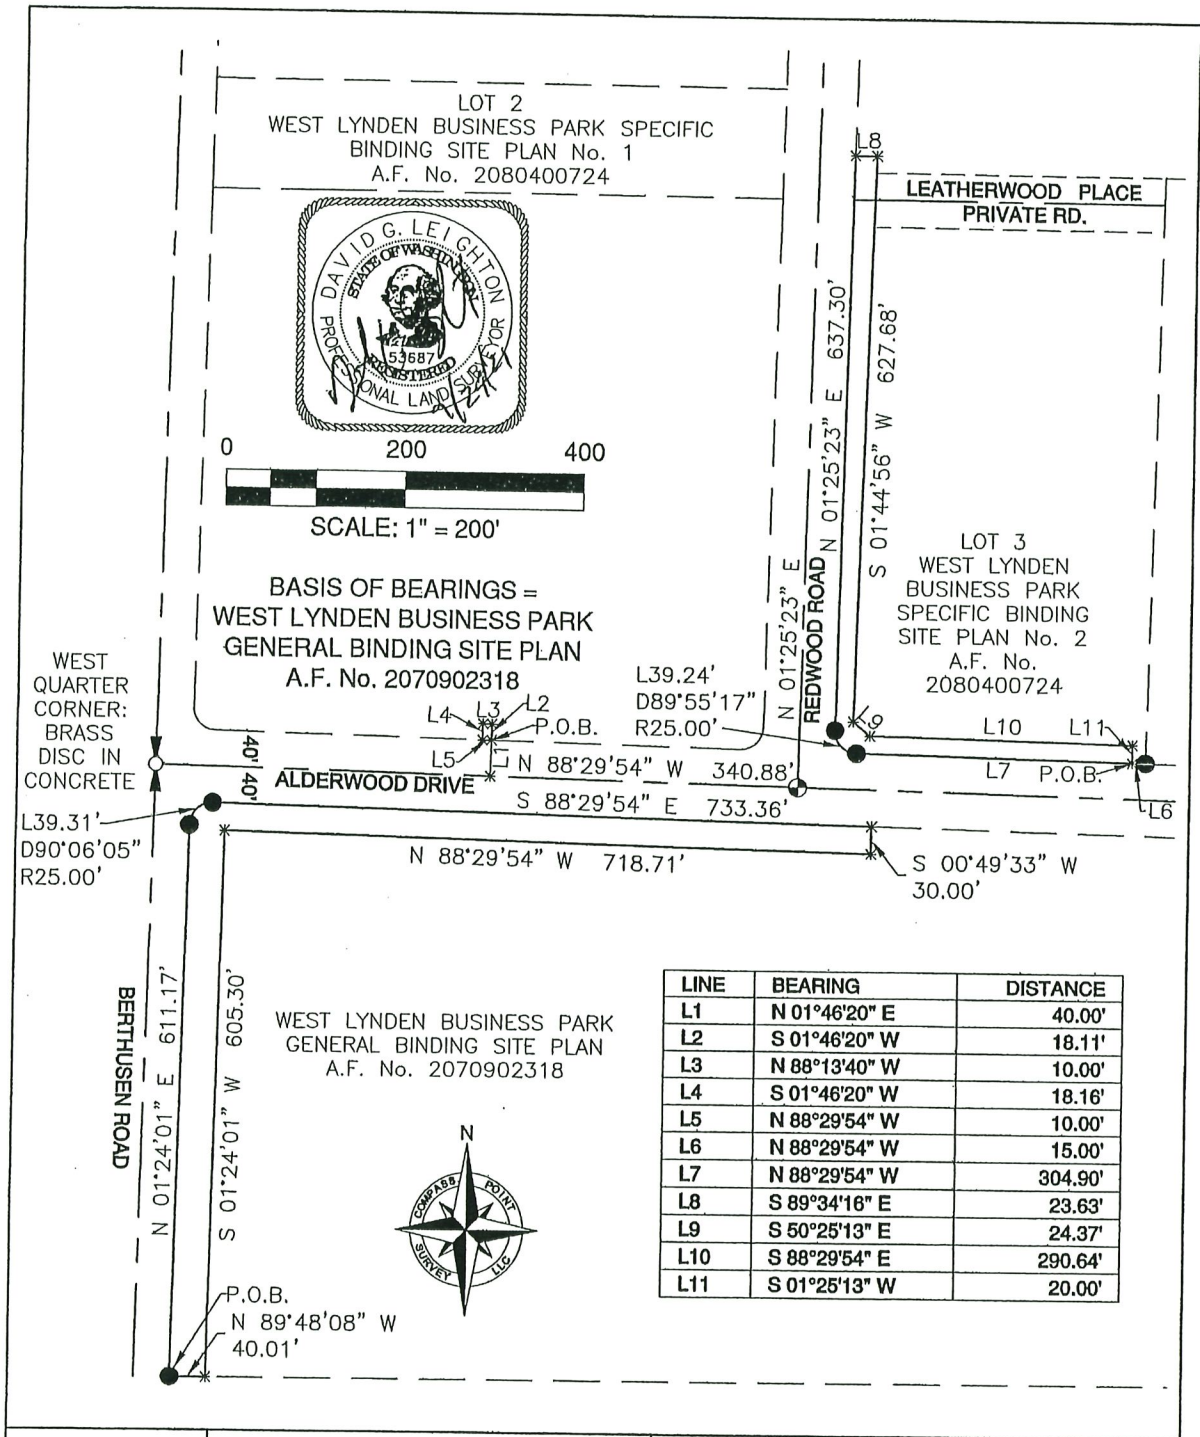 LOT 2
WEST LYNDEN BUSINESS PARK SPECIFIC
BINDING SITE PLAN No. 1
A.F. No. 2080400724
L8
LEATHERWOOD PLACE
PRIVATE RD.
DAVID G. LEIGHTON
STATE OF WASHINGTON
53687
REGISTERED
PROFESSIONAL LAND SURVEYOR
0 200 400
SCALE: 1" = 200'
N 01°25'23" E 637.30'
S 01°44'56" W 627.68'
BASIS OF BEARINGS =
WEST LYNDEN BUSINESS PARK
GENERAL BINDING SITE PLAN
A.F. No. 2070902318
N 01°25'23" E
REDWOOD ROAD
LOT 3
WEST LYNDEN
BUSINESS PARK
SPECIFIC BINDING
SITE PLAN No. 2
A.F. No.
2080400724
WEST
QUARTER
CORNER:
BRASS
DISC IN
CONCRETE
L39.24'
D89°55'17"
R25.00'
L4 L3 L2
P.O.B.
L5
L1
L9
L10 L11
L7 P.O.B.
L6
40' 40'
N 88°29'54" W 340.88'
ALDERWOOD DRIVE
S 88°29'54" E 733.36'
L39.31'
D90°06'05"
R25.00'
N 88°29'54" W 718.71'
S 00°49'33" W
30.00'
BERTHUSEN ROAD
N 01°24'01" E 611.17'
S 01°24'01" W 605.30'
WEST LYNDEN BUSINESS PARK
GENERAL BINDING SITE PLAN
A.F. No. 2070902318
LINE BEARING DISTANCE
L1 N 01°46'20" E 40.00'
L2 S 01°46'20" W 18.11'
L3 N 88°13'40" W 10.00'
L4 S 01°46'20" W 18.16'
L5 N 88°29'54" W 10.00'
L6 N 88°29'54" W 15.00'
L7 N 88°29'54" W 304.90'
L8 S 89°34'16" E 23.63'
L9 S 50°25'13" E 24.37'
L10 S 88°29'54" E 290.64'
L11 S 01°25'13" W 20.00'
N
COMPASS POINT
SURVEY LLC
P.O.B.
N 89°48'08" W
40.01'